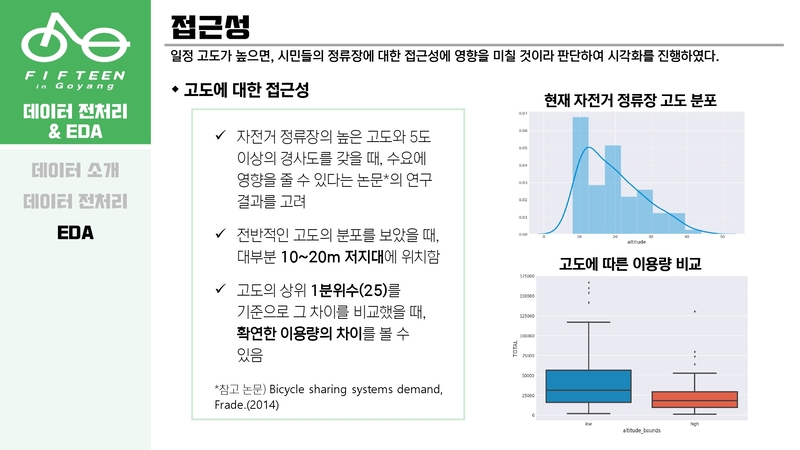 FIFTEEN
in Goyang
데이터 전처리
& EDA
데이터 소개
데이터 전처리
EDA
접근성
일정 고도가 높으면, 시민들의 정류장에 대한 접근성에 영향을 미칠 것이라 판단하여 시각화를 진행하였다.
◆ 고도에 대한 접근성
✓ 자전거 정류장의 높은 고도와 5도
이상의 경사도를 갖을 때, 수요에
영향을 줄 수 있다는 논문*의 연구
결과를 고려
✓ 전반적인 고도의 분포를 보았을 때,
대부분 10~20m 저지대에 위치함
✓ 고도의 상위 1분위수(25)를
기준으로 그 차이를 비교했을 때,
확연한 이용량의 차이를 볼 수
있음
*참고 논문) Bicycle sharing systems demand,
Frade.(2014)
현재 자전거 정류장 고도 분포
0.07
0.06
0.05
0.04
0.03
0.02
0.01
0.00
0 10 20 30 40 50
altitude
고도에 따른 이용량 비교
175000
150000
125000
100000
75000
50000
25000
0
TOTAL
low high
altitude_bounds